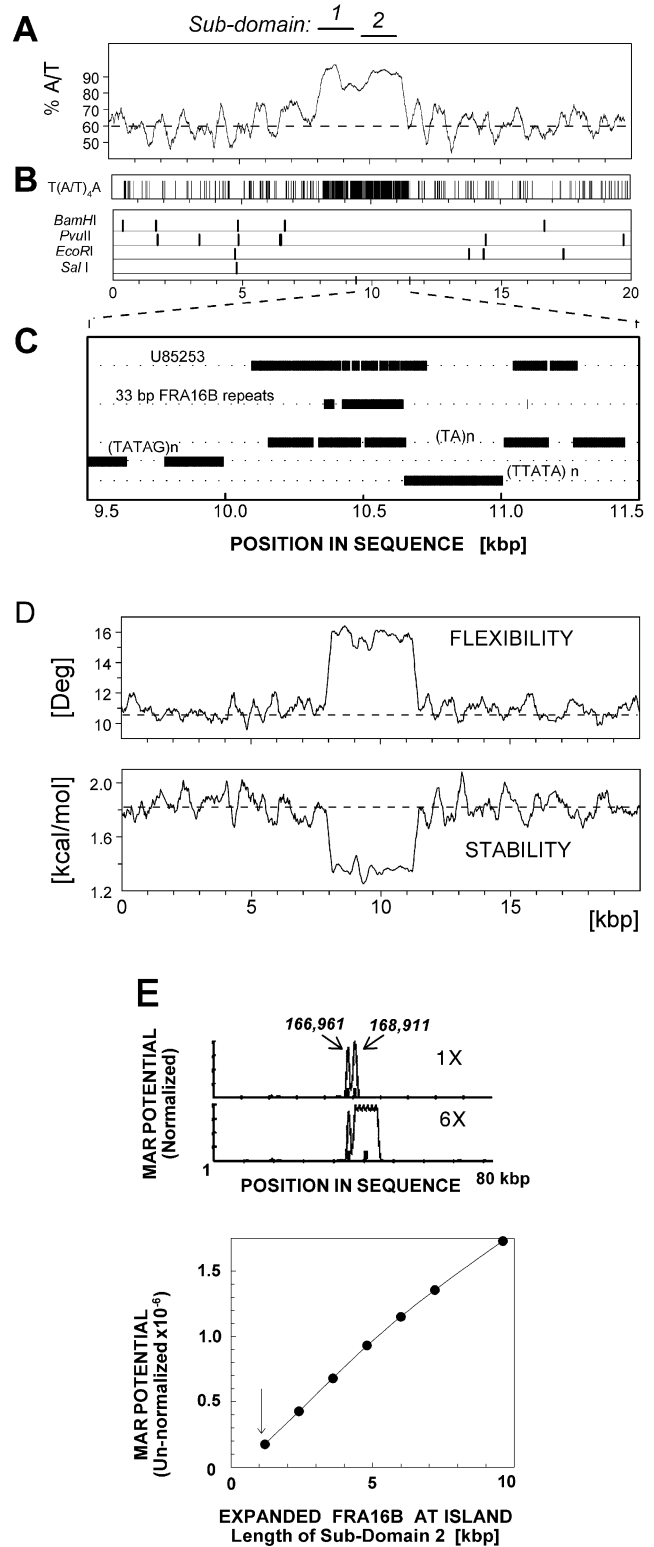 A
Sub-domain: 1 2
% A/T
90
80
70
60
50
B
T(A/T)4A
BamHI
PvuII
EcoRI
Sal I
0 5 10 15 20
C
U85253
33 bp FRA16B repeats
(TATAG)n
(TA)n
(TTATA) n
9.5 10.0 10.5 11.0 11.5
POSITION IN SEQUENCE [kbp]
D
FLEXIBILITY
[Deg]
16
14
11
10
STABILITY
[kcal/mol]
2.0
1.6
1.2
0 5 10 15
[kbp]
E
166,961 168,911
1X
6X
MAR POTENTIAL
(Normalized)
1 80 kbp
POSITION IN SEQUENCE
MAR POTENTIAL
(Un-normalized x10-6)
1.5
1.0
0.5
0
0 5 10
EXPANDED FRA16B AT ISLAND
Length of Sub-Domain 2 [kbp]